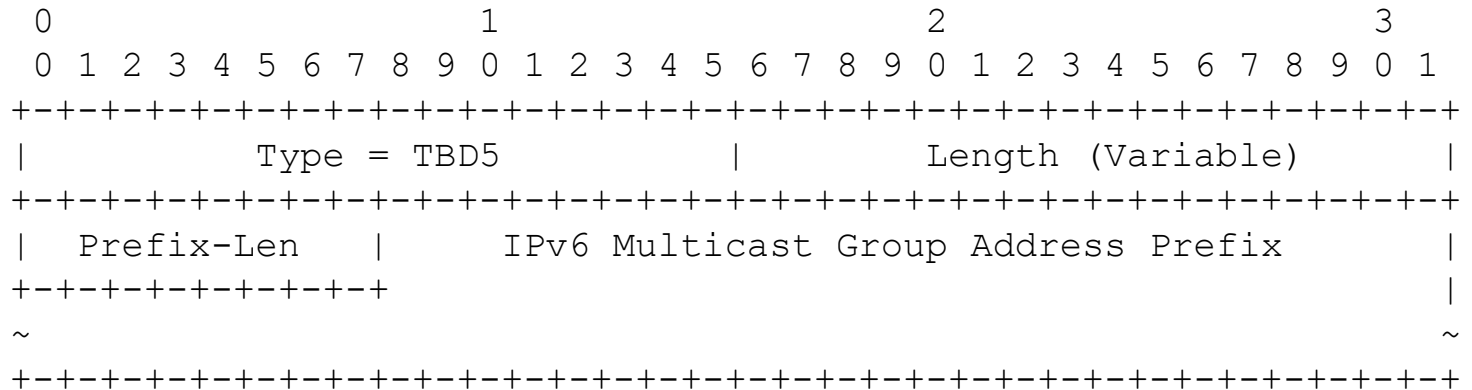 0                   1                   2                   3
 0 1 2 3 4 5 6 7 8 9 0 1 2 3 4 5 6 7 8 9 0 1 2 3 4 5 6 7 8 9 0 1
+-+-+-+-+-+-+-+-+-+-+-+-+-+-+-+-+-+-+-+-+-+-+-+-+-+-+-+-+-+-+-+-+
|          Type = TBD5          |        Length (Variable)      |
+-+-+-+-+-+-+-+-+-+-+-+-+-+-+-+-+-+-+-+-+-+-+-+-+-+-+-+-+-+-+-+-+
|  Prefix-Len   |     IPv6 Multicast Group Address Prefix       |
+-+-+-+-+-+-+-+-+                                               |
~                                                               ~
+-+-+-+-+-+-+-+-+-+-+-+-+-+-+-+-+-+-+-+-+-+-+-+-+-+-+-+-+-+-+-+-+